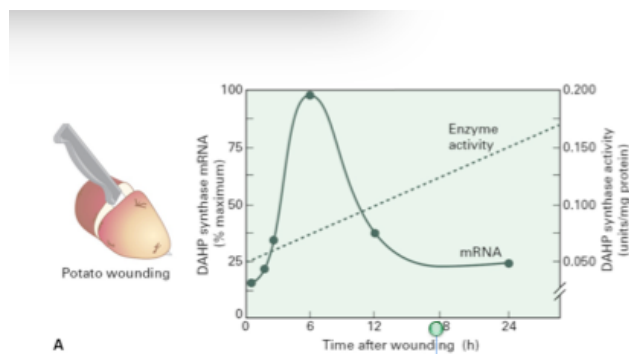 100
75
50
25
0
DAHP synthase mRNA
(% maximum)
0.200
0.150
0.100
0.050
DAHP synthase activity
(units/mg protein)
Enzyme
activity
mRNA
Potato wounding
0
6
12
24
Time after wounding (h)
A